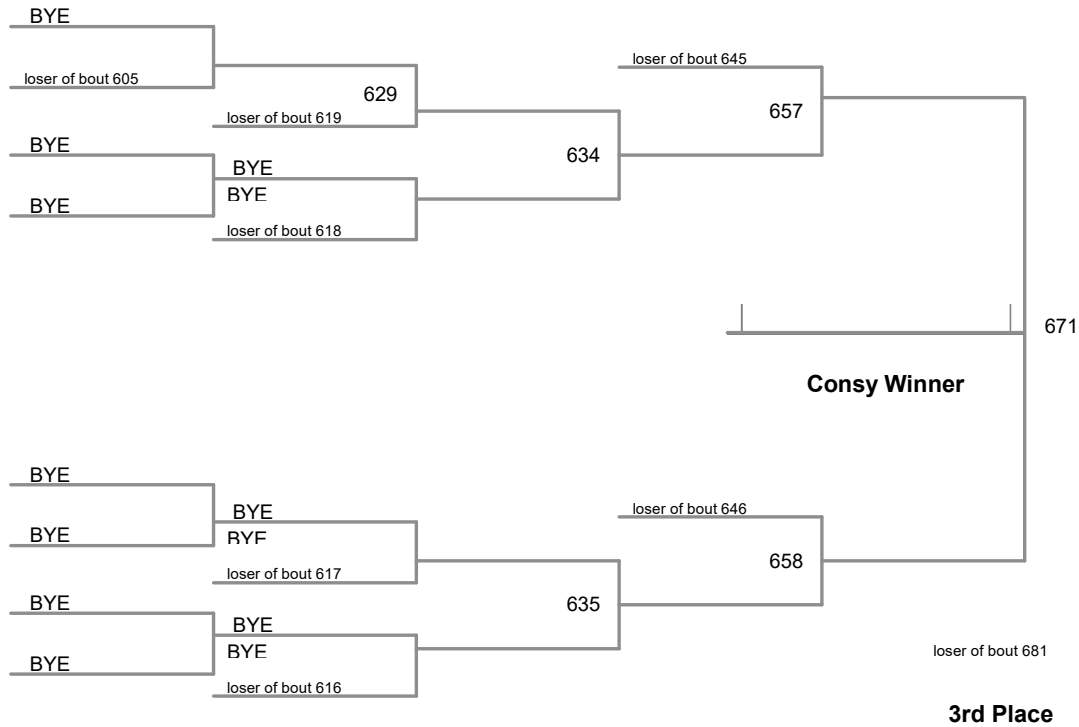 BYE
loser of bout 605
629
loser of bout 619
BYE
BYE
BYE
BYE
loser of bout 618
634
loser of bout 645
657
671
Consy Winner
BYE
BYE
BYE
BYE
loser of bout 617
BYE
BYE
BYE
BYE
loser of bout 616
635
loser of bout 646
658
loser of bout 681
3rd Place